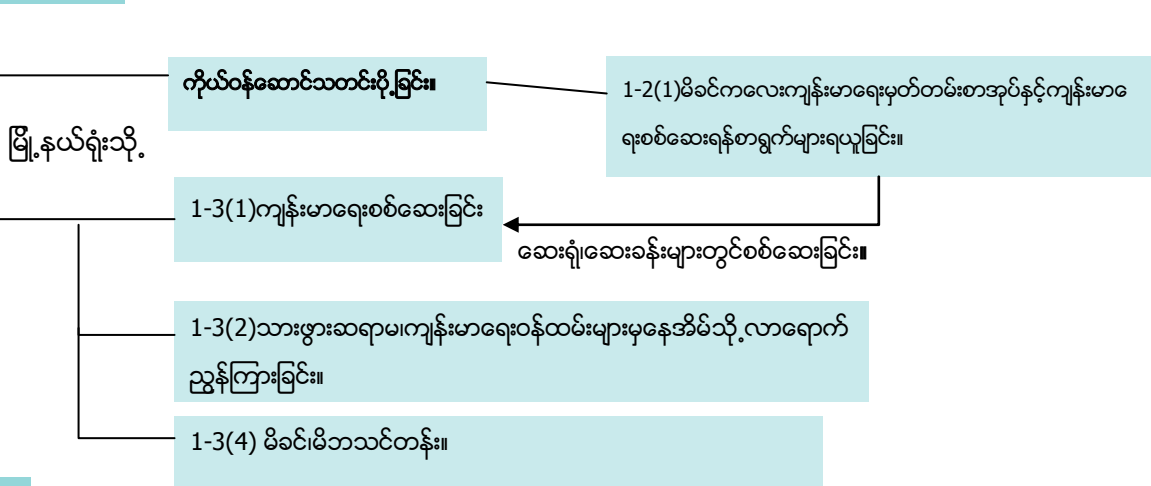 ကိုယ်ဝန်ဆောင်သတင်းပို့ခြင်း။
1-2(1)မိခင်ကလေးကျန်းမာရေးမှတ်တမ်းစာအုပ်နှင့်ကျန်းမာေ
ရးစစ်ဆေးရန်စာရွက်များရယူခြင်း။
မြို့နယ်ရုံးသို့
1-3(1)ကျန်းမာရေးစစ်ဆေးခြင်း
ဆေးရုံ၊ဆေးခန်းများတွင်စစ်ဆေးခြင်း။
1-3(2)သားဖွားဆရာမ၊ကျန်းမာရေးဝန်ထမ်းများမှနေအိမ်သို့လာရောက်
ညွှန်ကြားခြင်း။
1-3(4) မိခင်၊မိဘသင်တန်း။